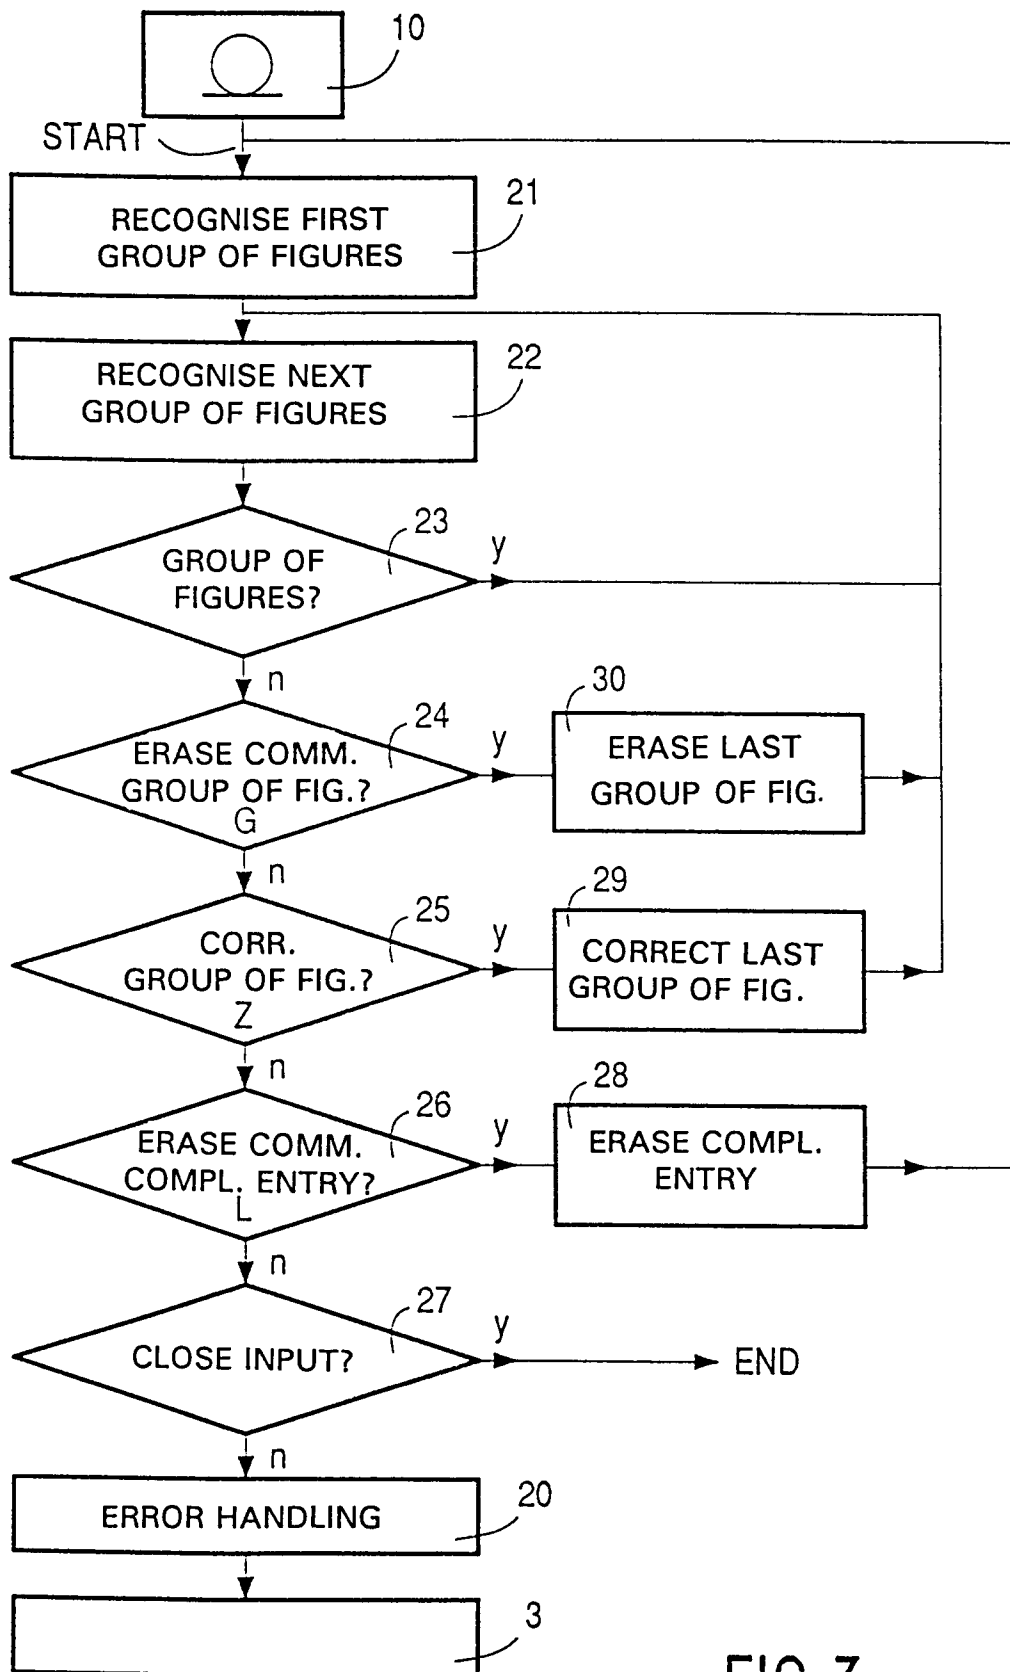 10
START
21
RECOGNISE FIRST
GROUP OF FIGURES
22
RECOGNISE NEXT
GROUP OF FIGURES
23
GROUP OF
FIGURES?
y
n
24
ERASE COMM.
GROUP OF FIG.?
G
y
30
ERASE LAST
GROUP OF FIG.
n
25
CORR.
GROUP OF FIG.?
Z
y
29
CORRECT LAST
GROUP OF FIG.
n
26
ERASE COMM.
COMPL. ENTRY?
L
y
28
ERASE COMPL.
ENTRY
n
27
CLOSE INPUT?
y
END
n
20
ERROR HANDLING
3